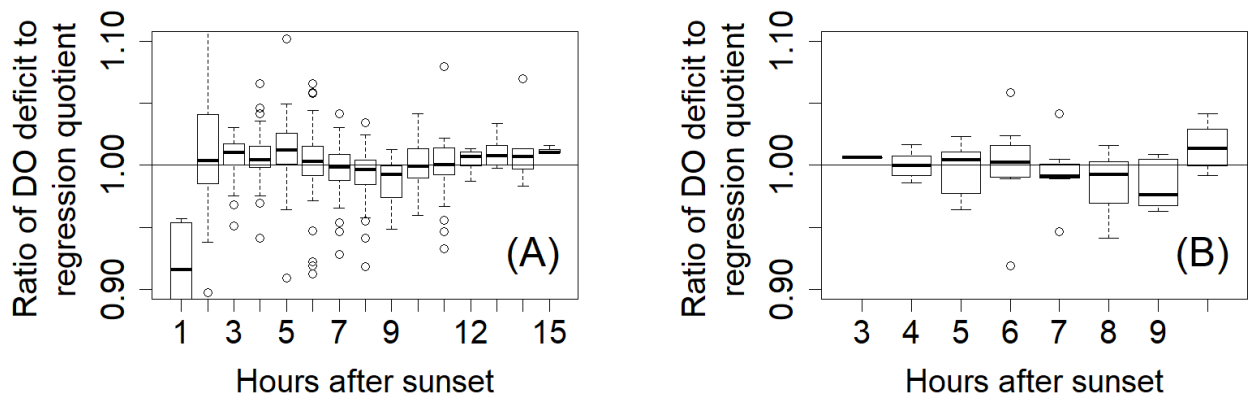 Ratio of DO deficit to
regression quotient
1.10
1.00
0.90
(A)
1 3 5 7 9 12 15
Hours after sunset
Ratio of DO deficit to
regression quotient
1.10
1.00
0.90
(B)
3 4 5 6 7 8 9
Hours after sunset